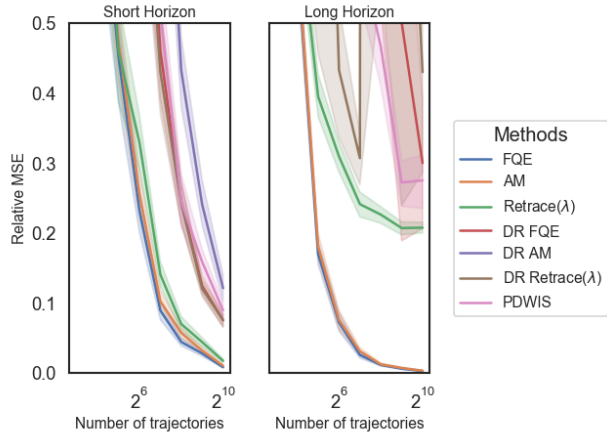 Short Horizon
Long Horizon
Relative MSE
0.5
0.4
0.3
0.2
0.1
0.0
2^6
2^10
2^6
2^10
Number of trajectories
Number of trajectories
Methods
FQE
AM
Retrace(λ)
DR FQE
DR AM
DR Retrace(λ)
PDWIS